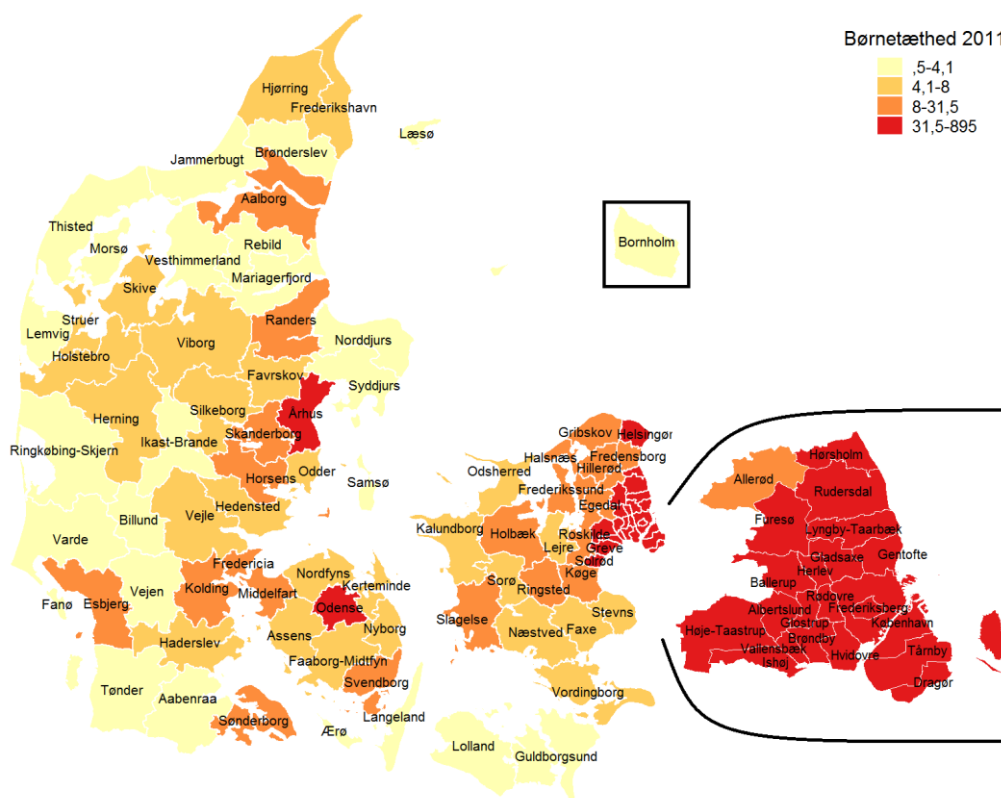 Børnetæthed 2011
,5-4,1
4,1-8
8-31,5
31,5-895
Hjørring
Frederikshavn
Læsø
Brønderslev
Jammerbugt
Aalborg
Thisted
Morsø
Rebild
Vesthimmerland
Mariagerfjord
Skive
Struer
Lemvig
Holstebro
Viborg
Randers
Norddjurs
Favrskov
Syddjurs
Herning
Silkeborg
Århus
Skanderborg
Ikast-Brande
Ringkøbing-Skjern
Horsens
Odder
Samsø
Hedensted
Billund
Vejle
Varde
Fredericia
Vejen
Kolding
Middelfart
Esbjerg
Fanø
Haderslev
Tønder
Aabenraa
Sønderborg
Nordfyns
Kerteminde
Odense
Nyborg
Assens
Faaborg-Midtfyn
Svendborg
Langeland
Ærø
Bornholm
Gribskov
Helsingør
Halsnæs
Fredensborg
Hillerød
Odsherred
Frederikssund
Egedal
Kalundborg
Holbæk
Roskilde
Lejre
Greve
Solrød
Køge
Sorø
Ringsted
Stevns
Slagelse
Næstved
Faxe
Vordingborg
Lolland
Guldborgsund
Hørsholm
Allerød
Rudersdal
Furesø
Lyngby-Taarbæk
Gladsaxe
Gentofte
Herlev
Ballerup
Rødovre
Albertslund
Frederiksberg
Glostrup
København
Høje-Taastrup
Brøndby
Vallensbæk
Hvidovre
Tårnby
Ishøj
Dragør